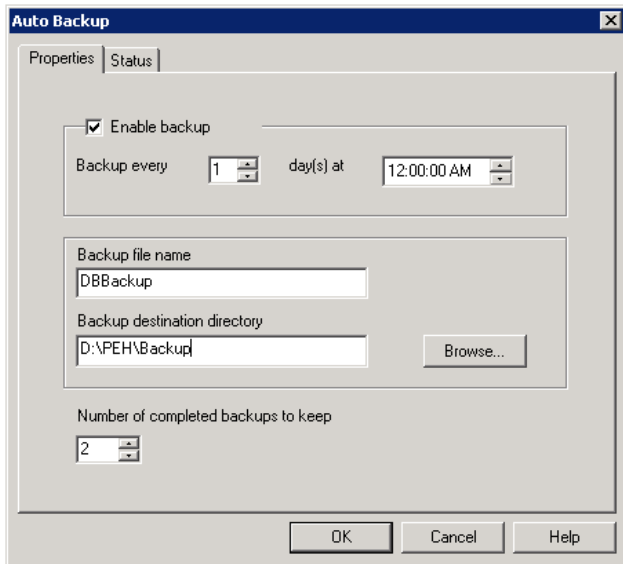 Auto Backup
Properties Status
Enable backup
Backup every 1 day(s) at 12:00:00 AM
Backup file name
DBBackup
Backup destination directory
D:\PEH\Backup
Browse...
Number of completed backups to keep
2
OK Cancel Help